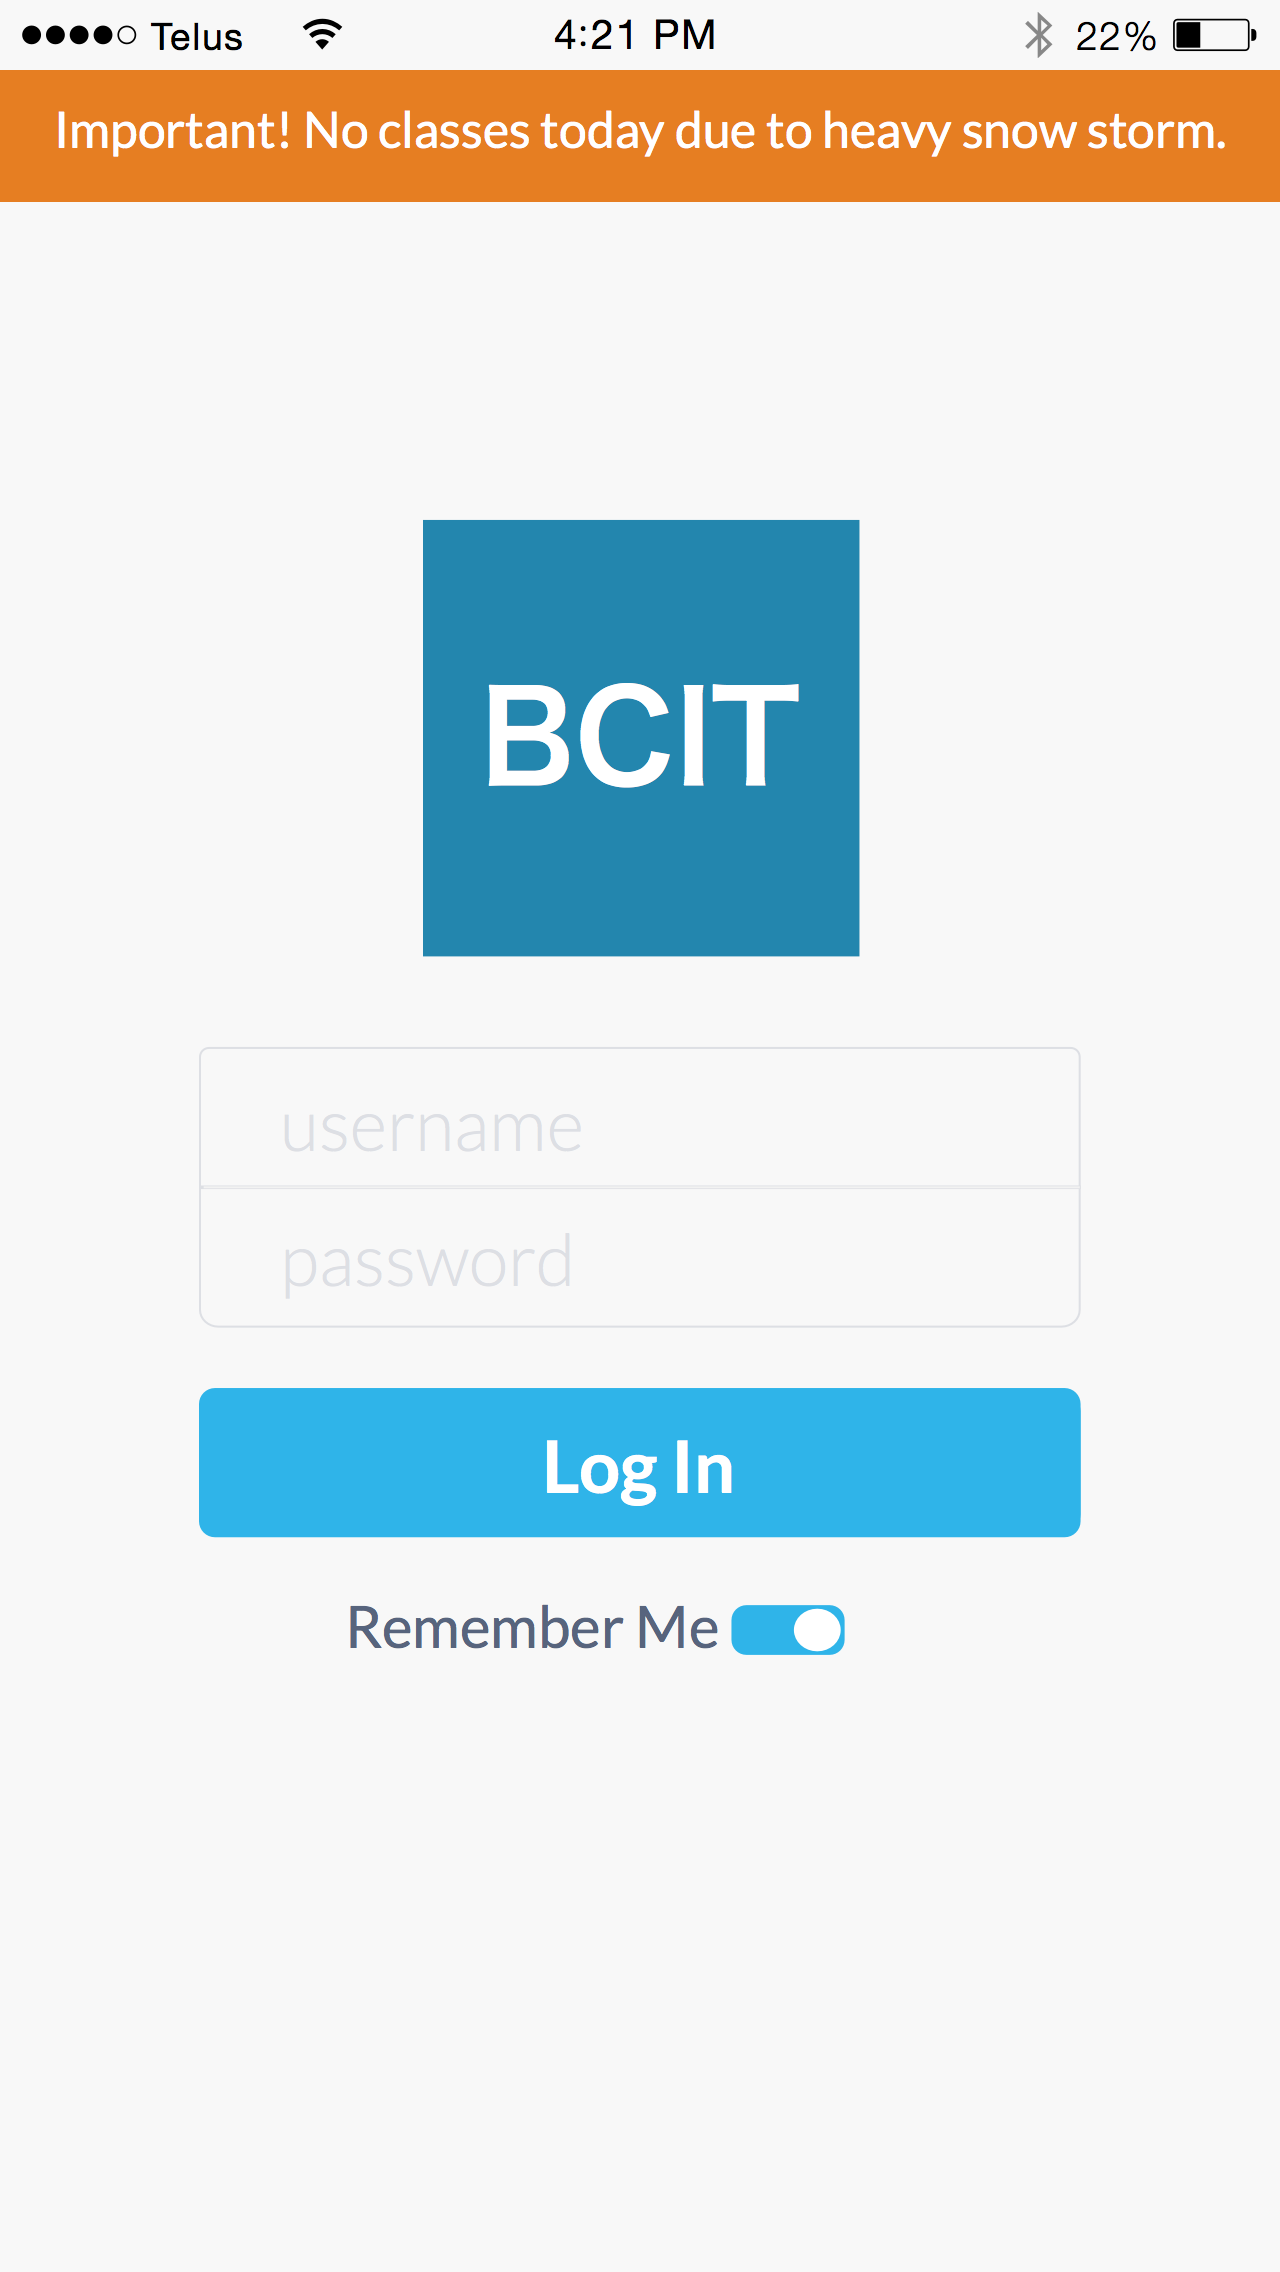 Telus 4:21 PM 22%
Important! No classes today due to heavy snow storm.
BCIT
username
password
Log In
Remember Me